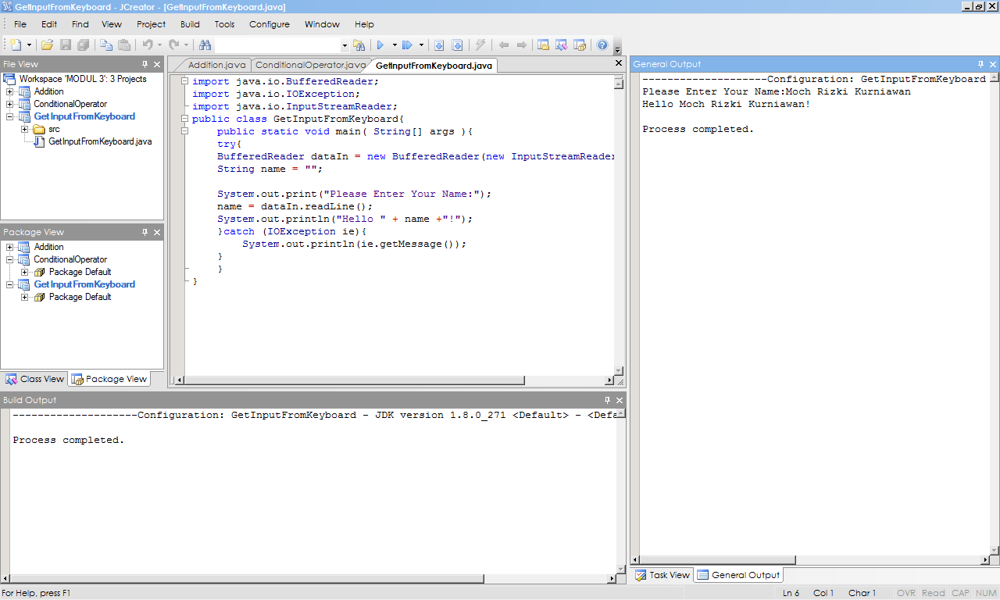 GetInputFromKeyboard - JCreator - [GetInputFromKeyboard.java]
File Edit Find View Project Build Tools Configure Window Help
File View
Workspace 'MODUL 3': 3 Projects
Addition
ConditionalOperator
GetInputFromKeyboard
src
GetInputFromKeyboard.java
Package View
Addition
ConditionalOperator
Package Default
GetInputFromKeyboard
Package Default
Class View Package View
Addition.java ConditionalOperator.java GetInputFromKeyboard.java
import java.io.BufferedReader;
import java.io.IOException;
import java.io.InputStreamReader;
public class GetInputFromKeyboard{
public static void main( String[] args ){
try{
BufferedReader dataIn = new BufferedReader(new InputStreamReader
String name = "";
System.out.print("Please Enter Your Name:");
name = dataIn.readLine();
System.out.println("Hello " + name +"!");
}catch (IOException ie){
System.out.println(ie.getMessage());
}
}
}
General Output
--------------------Configuration: GetInputFromKeyboard
Please Enter Your Name:Moch Rizki Kurniawan
Hello Moch Rizki Kurniawan!
Process completed.
Task View General Output
Build Output
--------------------Configuration: GetInputFromKeyboard - JDK version 1.8.0_271 <Default> - <Defa
Process completed.
For Help, press F1
Ln 6 Col 1 Char 1 OVR Read CAP NUM